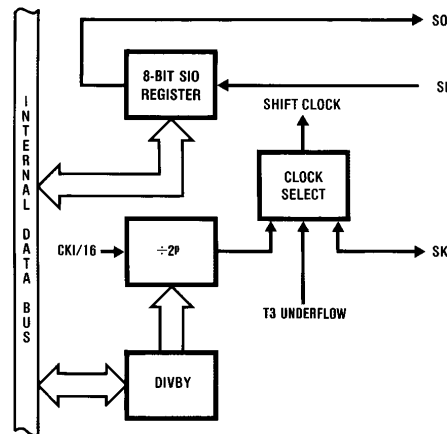 SO
8-BIT SIO
REGISTER
SI
SHIFT CLOCK
INTERNAL DATA BUS
CLOCK
SELECT
CKI/16
÷2ᵖ
SK
T3 UNDERFLOW
DIVBY